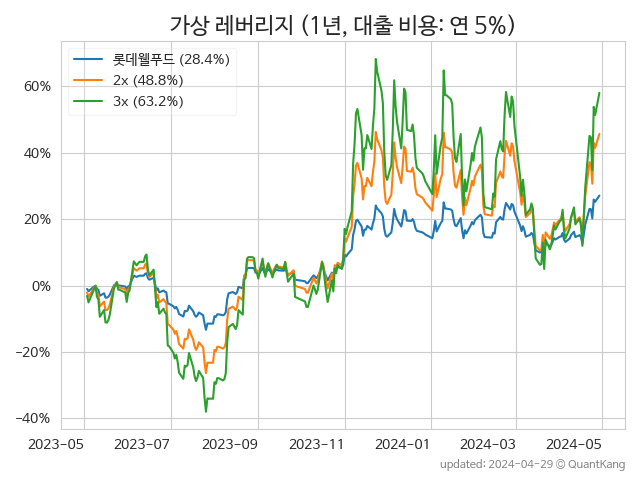 가상 레버리지 (1년, 대출 비용: 연 5%)
롯데웰푸드 (28.4%)
2x (48.8%)
3x (63.2%)
60%
40%
20%
0%
−20%
−40%
2023-05 2023-07 2023-09 2023-11 2024-01 2024-03 2024-05
updated: 2024-04-29 © QuantKang